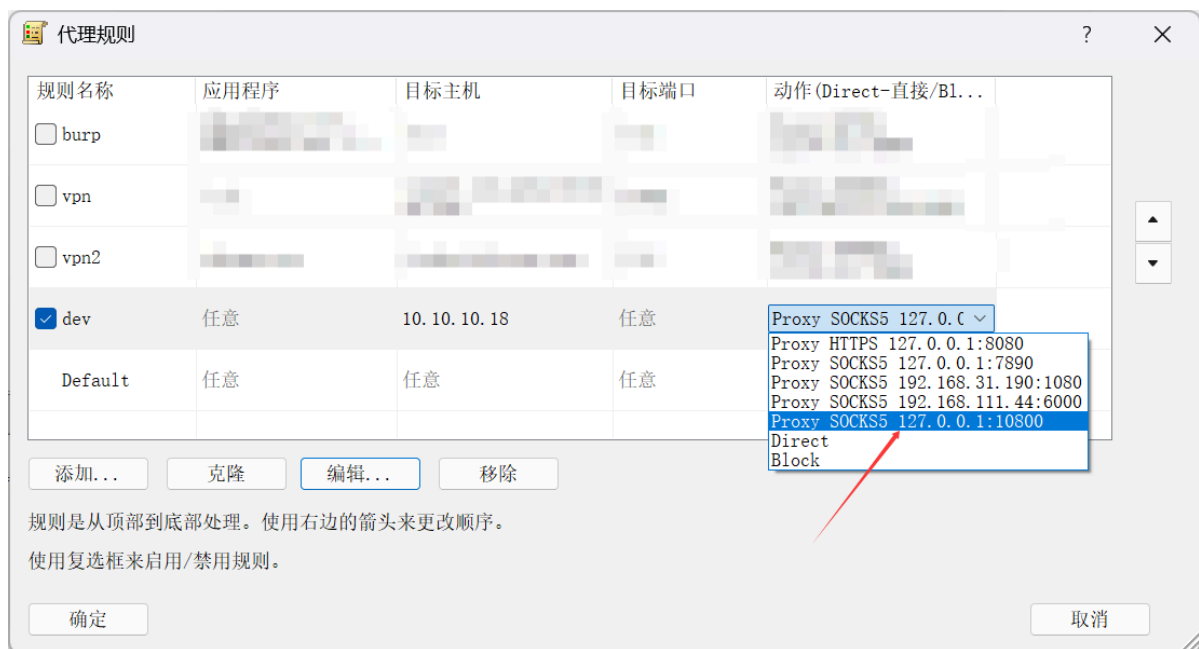 代理规则
规则名称 应用程序 目标主机 目标端口 动作(Direct-直接/Bl...
burp
vpn
vpn2
dev 任意 10.10.10.18 任意 Proxy SOCKS5 127.0.
Proxy HTTPS 127.0.0.1:8080
Proxy SOCKS5 127.0.0.1:7890
Proxy SOCKS5 192.168.31.190:1080
Proxy SOCKS5 192.168.111.44:6000
Proxy SOCKS5 127.0.0.1:10800
Direct
Block
Default 任意 任意 任意
添加... 克隆 编辑... 移除
规则是从顶部到底部处理。使用右边的箭头来更改顺序。
使用复选框来启用/禁用规则。
确定 取消